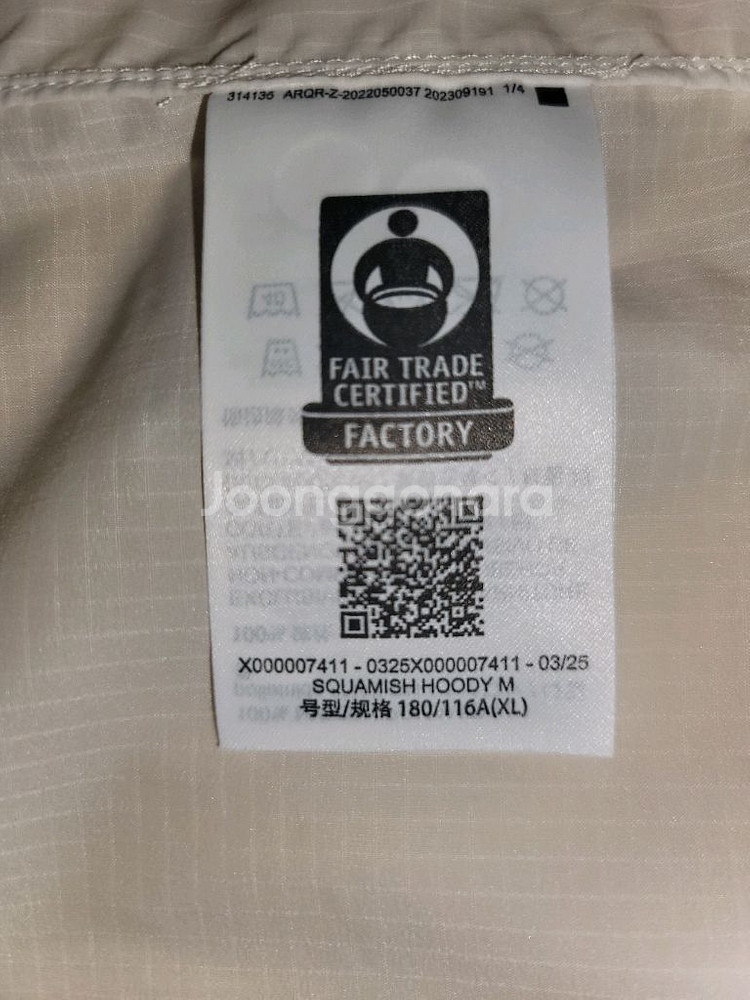 314135 ARQR-Z-2022050037 202309191 1/4
FAIR TRADE
CERTIFIED™
FACTORY
Joonggonara
X000007411 - 0325X000007411 - 03/25
SQUAMISH HOODY M
号型/规格 180/116A(XL)